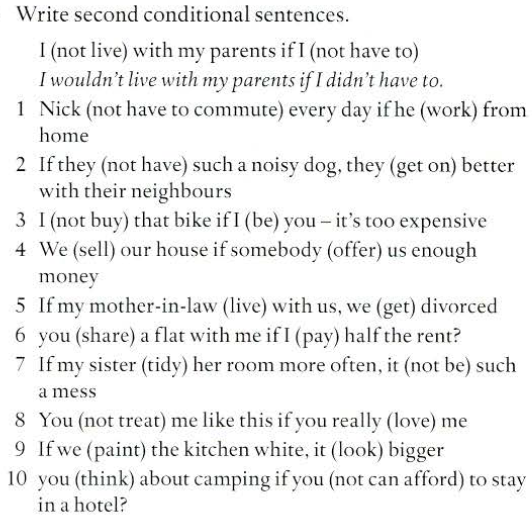 Write second conditional sentences.
I (not live) with my parents if I (not have to)
I wouldn't live with my parents if I didn't have to.
1 Nick (not have to commute) every day if he (work) from
home
2 If they (not have) such a noisy dog, they (get on) better
with their neighbours
3 I (not buy) that bike if I (be) you – it's too expensive
4 We (sell) our house if somebody (offer) us enough
money
5 If my mother-in-law (live) with us, we (get) divorced
6 you (share) a flat with me if I (pay) half the rent?
7 If my sister (tidy) her room more often, it (not be) such
a mess
8 You (not treat) me like this if you really (love) me
9 If we (paint) the kitchen white, it (look) bigger
10 you (think) about camping if you (not can afford) to stay
in a hotel?